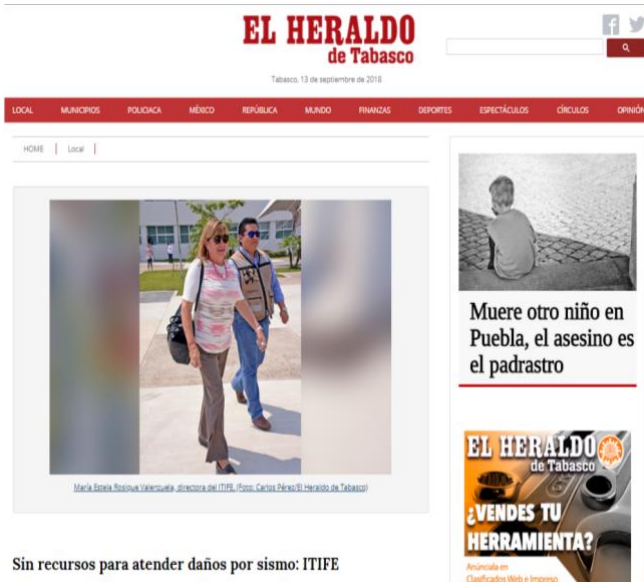 EL HERALDO
de Tabasco
Tabasco, 13 de septiembre de 2018
LOCAL MUNICIPIOS POLICIACA MÉXICO REPÚBLICA MUNDO FINANZAS DEPORTES ESPECTÁCULOS CÍRCULOS OPINIÓN
HOME | Local |
María Estela Rosique Valenzuela, directora del ITIFE. (Foto: Carlos Pérez/El Heraldo de Tabasco)
Sin recursos para atender daños por sismo: ITIFE
Muere otro niño en
Puebla, el asesino es
el padrastro
EL HERALDO
de Tabasco
¿VENDES TU
HERRAMIENTA?
Anúnciala en
Clasificados Web e Impreso